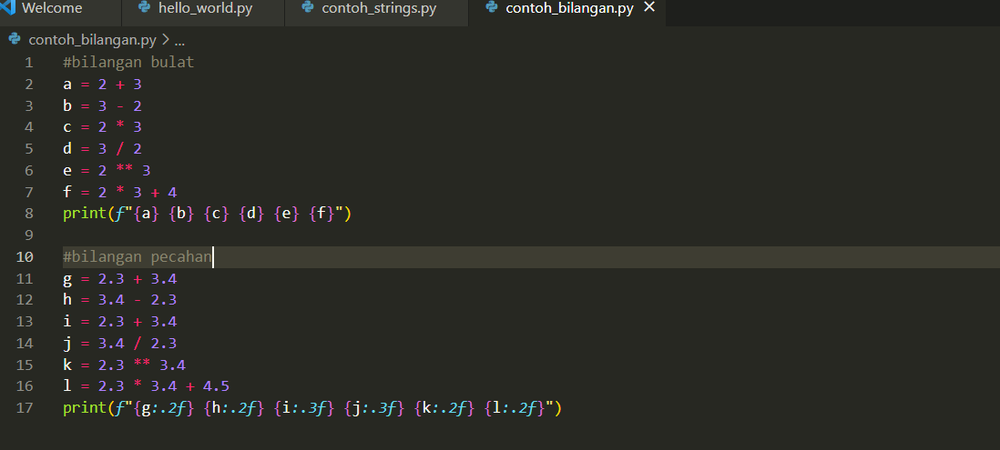 Welcome hello_world.py contoh_strings.py contoh_bilangan.py ×
contoh_bilangan.py > ...
1 #bilangan bulat
2 a = 2 + 3
3 b = 3 - 2
4 c = 2 * 3
5 d = 3 / 2
6 e = 2 ** 3
7 f = 2 * 3 + 4
8 print(f"{a} {b} {c} {d} {e} {f}")
9
10 #bilangan pecahan
11 g = 2.3 + 3.4
12 h = 3.4 - 2.3
13 i = 2.3 + 3.4
14 j = 3.4 / 2.3
15 k = 2.3 ** 3.4
16 l = 2.3 * 3.4 + 4.5
17 print(f"{g:.2f} {h:.2f} {i:.3f} {j:.3f} {k:.2f} {l:.2f}")